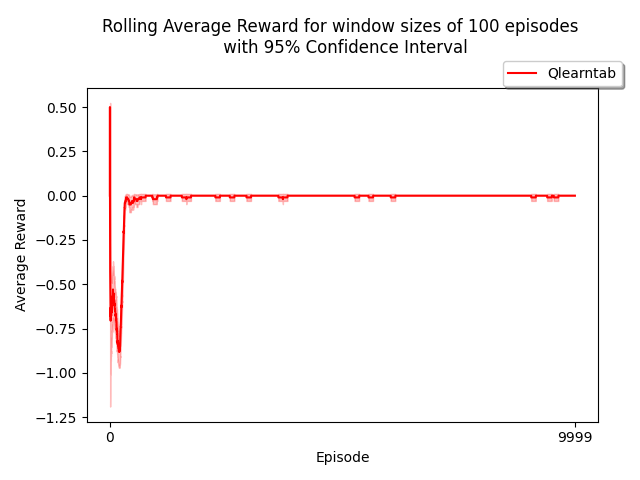 Rolling Average Reward for window sizes of 100 episodes
with 95% Confidence Interval
Qlearntab
0.50
0.25
0.00
−0.25
−0.50
−0.75
−1.00
−1.25
Average Reward
0
9999
Episode